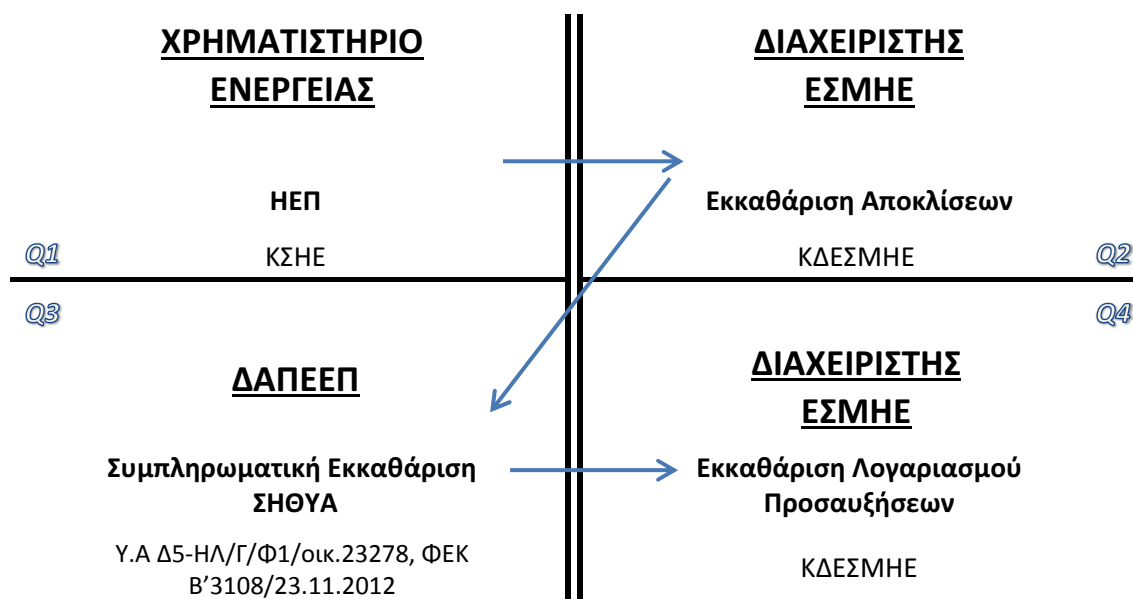 ΧΡΗΜΑΤΙΣΤΗΡΙΟ
ΕΝΕΡΓΕΙΑΣ
ΗΕΠ
Q1
ΚΣΗΕ
ΔΙΑΧΕΙΡΙΣΤΗΣ
ΕΣΜΗΕ
Εκκαθάριση Αποκλίσεων
ΚΔΕΣΜΗΕ
Q2
Q3
ΔΑΠΕΕΠ
Συμπληρωματική Εκκαθάριση
ΣΗΘΥΑ
Υ.Α Δ5-ΗΛ/Γ/Φ1/οικ.23278, ΦΕΚ
Β’3108/23.11.2012
Q4
ΔΙΑΧΕΙΡΙΣΤΗΣ
ΕΣΜΗΕ
Εκκαθάριση Λογαριασμού
Προσαυξήσεων
ΚΔΕΣΜΗΕ